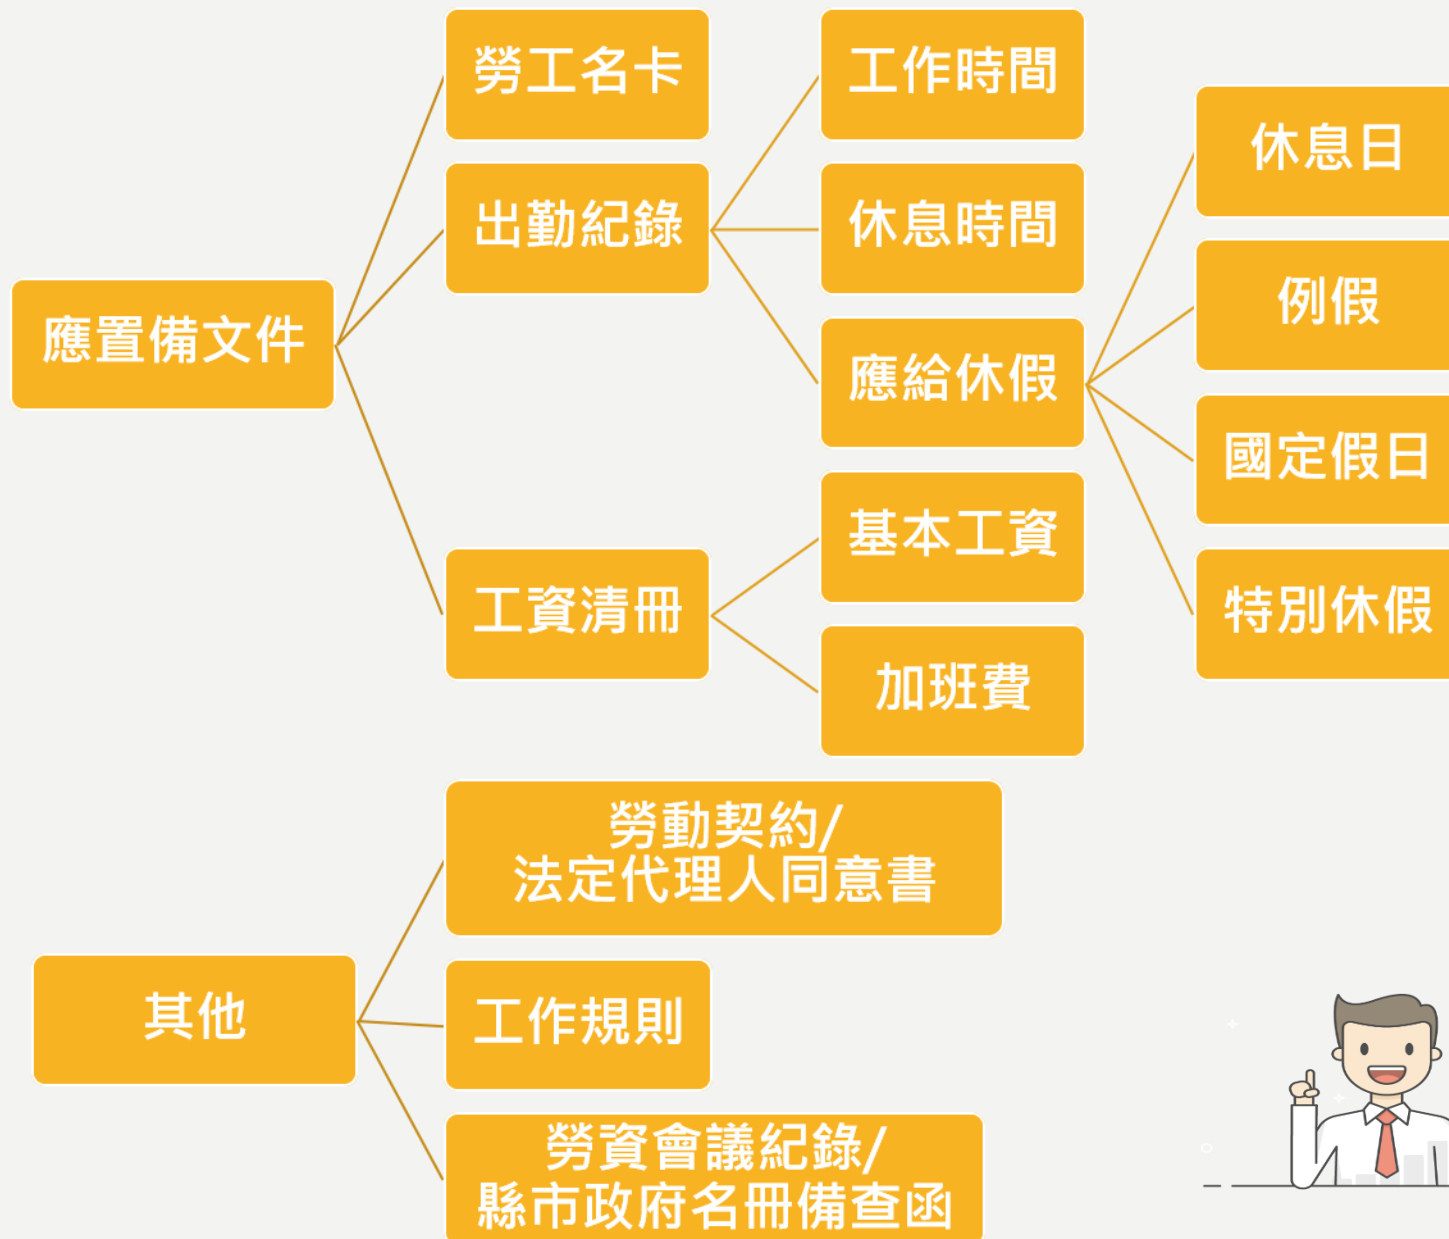 應置備文件
勞工名卡
出勤紀錄
工作時間
休息時間
應給休假
休息日
例假
國定假日
特別休假
工資清冊
基本工資
加班費
其他
勞動契約/
法定代理人同意書
工作規則
勞資會議紀錄/
縣市政府名冊備查函